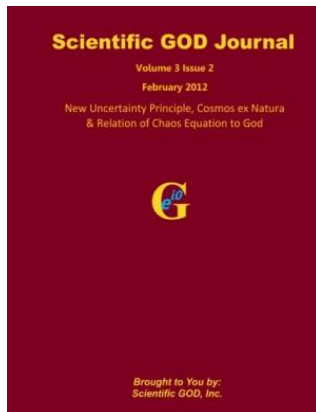 Scientific GOD Journal
Volume 3 Issue 2
February 2012
New Uncertainty Principle, Cosmos ex Natura
& Relation of Chaos Equation to God
G
e^i0
Brought to You by:
Scientific GOD, Inc.